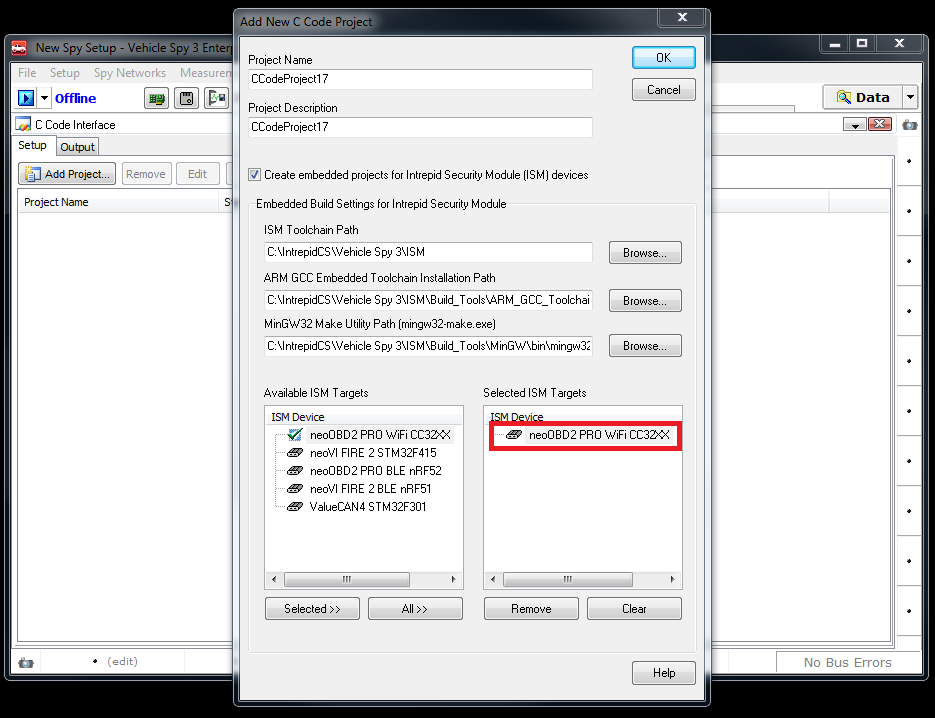 Add New C Code Project
New Spy Setup - Vehicle Spy 3 Enterp
File Setup Spy Networks Measurem
Offline
Data
C Code Interface
Setup Output
Add Project... Remove Edit
Project Name
Project Name
CCodeProject17
OK
Project Description
CCodeProject17
Cancel
Create embedded projects for Intrepid Security Module (ISM) devices
Embedded Build Settings for Intrepid Security Module
ISM Toolchain Path
C:\IntrepidCS\Vehicle Spy 3\ISM Browse...
ARM GCC Embedded Toolchain Installation Path
C:\IntrepidCS\Vehicle Spy 3\ISM\Build_Tools\ARM_GCC_Toolchai Browse...
MinGW32 Make Utility Path (mingw32-make.exe)
C:\IntrepidCS\Vehicle Spy 3\ISM\Build_Tools\MinGW\bin\mingw32 Browse...
Available ISM Targets
ISM Device
neoOBD2 PRO WiFi CC32XX
neoVI FIRE 2 STM32F415
neoOBD2 PRO BLE nRF52
neoVI FIRE 2 BLE nRF51
ValueCAN4 STM32F301
Selected >> All >>
Selected ISM Targets
ISM Device
neoOBD2 PRO WiFi CC32XX
Remove Clear
Help
(edit)
No Bus Errors